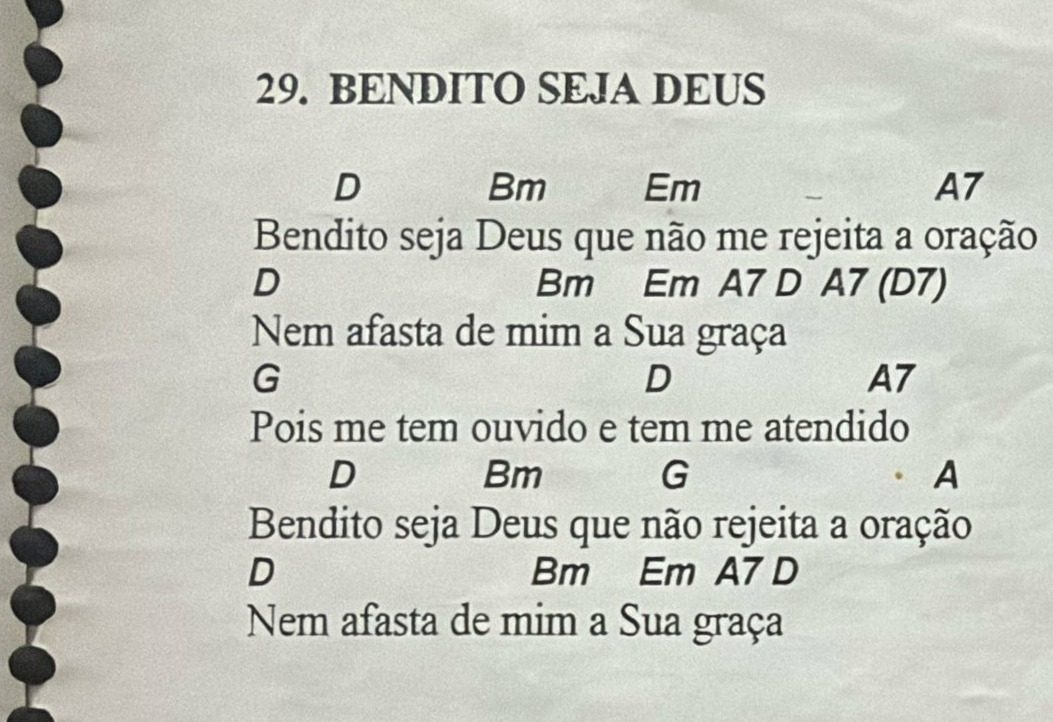 29. BENDITO SEJA DEUS
D Bm Em A7
Bendito seja Deus que não me rejeita a oração
D Bm Em A7 D A7 (D7)
Nem afasta de mim a Sua graça
G D A7
Pois me tem ouvido e tem me atendido
D Bm G A
Bendito seja Deus que não rejeita a oração
D Bm Em A7 D
Nem afasta de mim a Sua graça